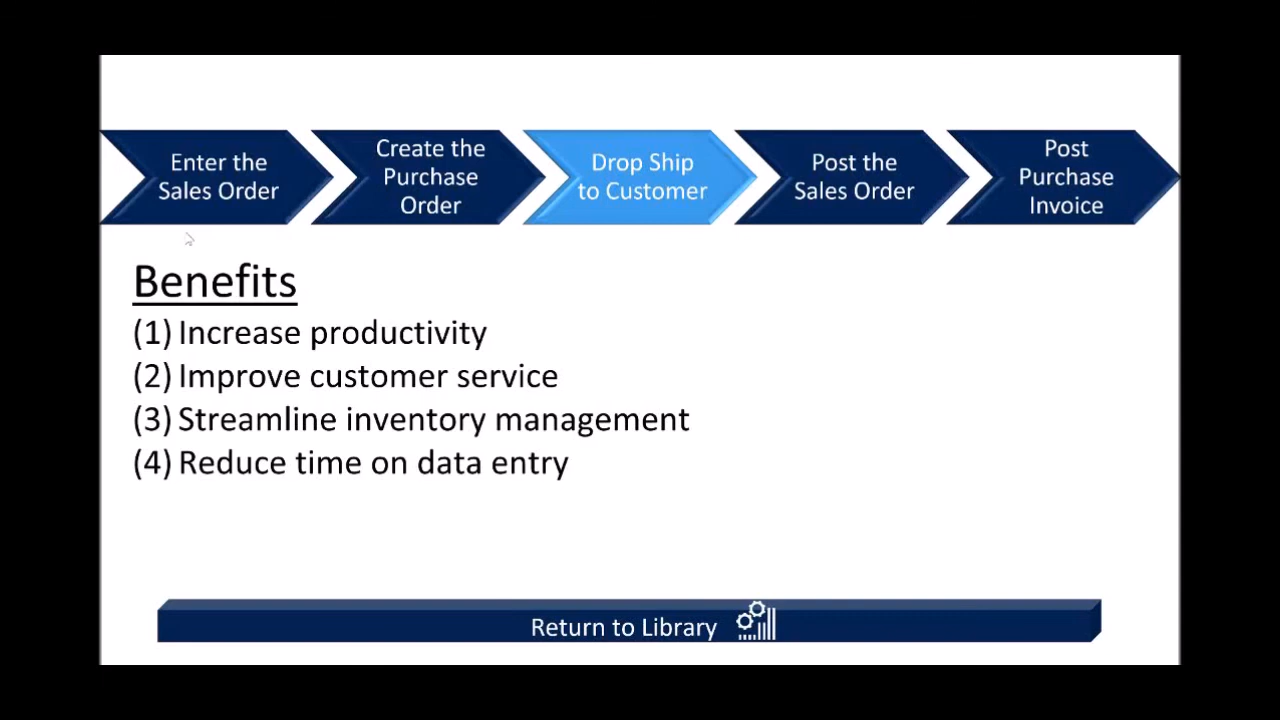 Enter the
Sales Order
Create the
Purchase
Order
Drop Ship
to Customer
Post the
Sales Order
Post
Purchase
Invoice
Benefits
(1) Increase productivity
(2) Improve customer service
(3) Streamline inventory management
(4) Reduce time on data entry
Return to Library